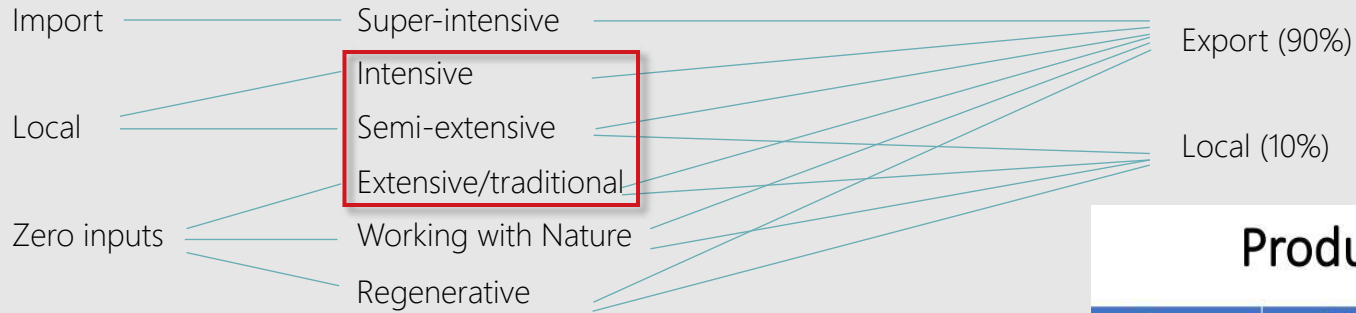 Import
Local
Zero inputs
Super-intensive
Intensive
Semi-extensive
Extensive/traditional
Working with Nature
Regenerative
Export (90%)
Local (10%)
Produ